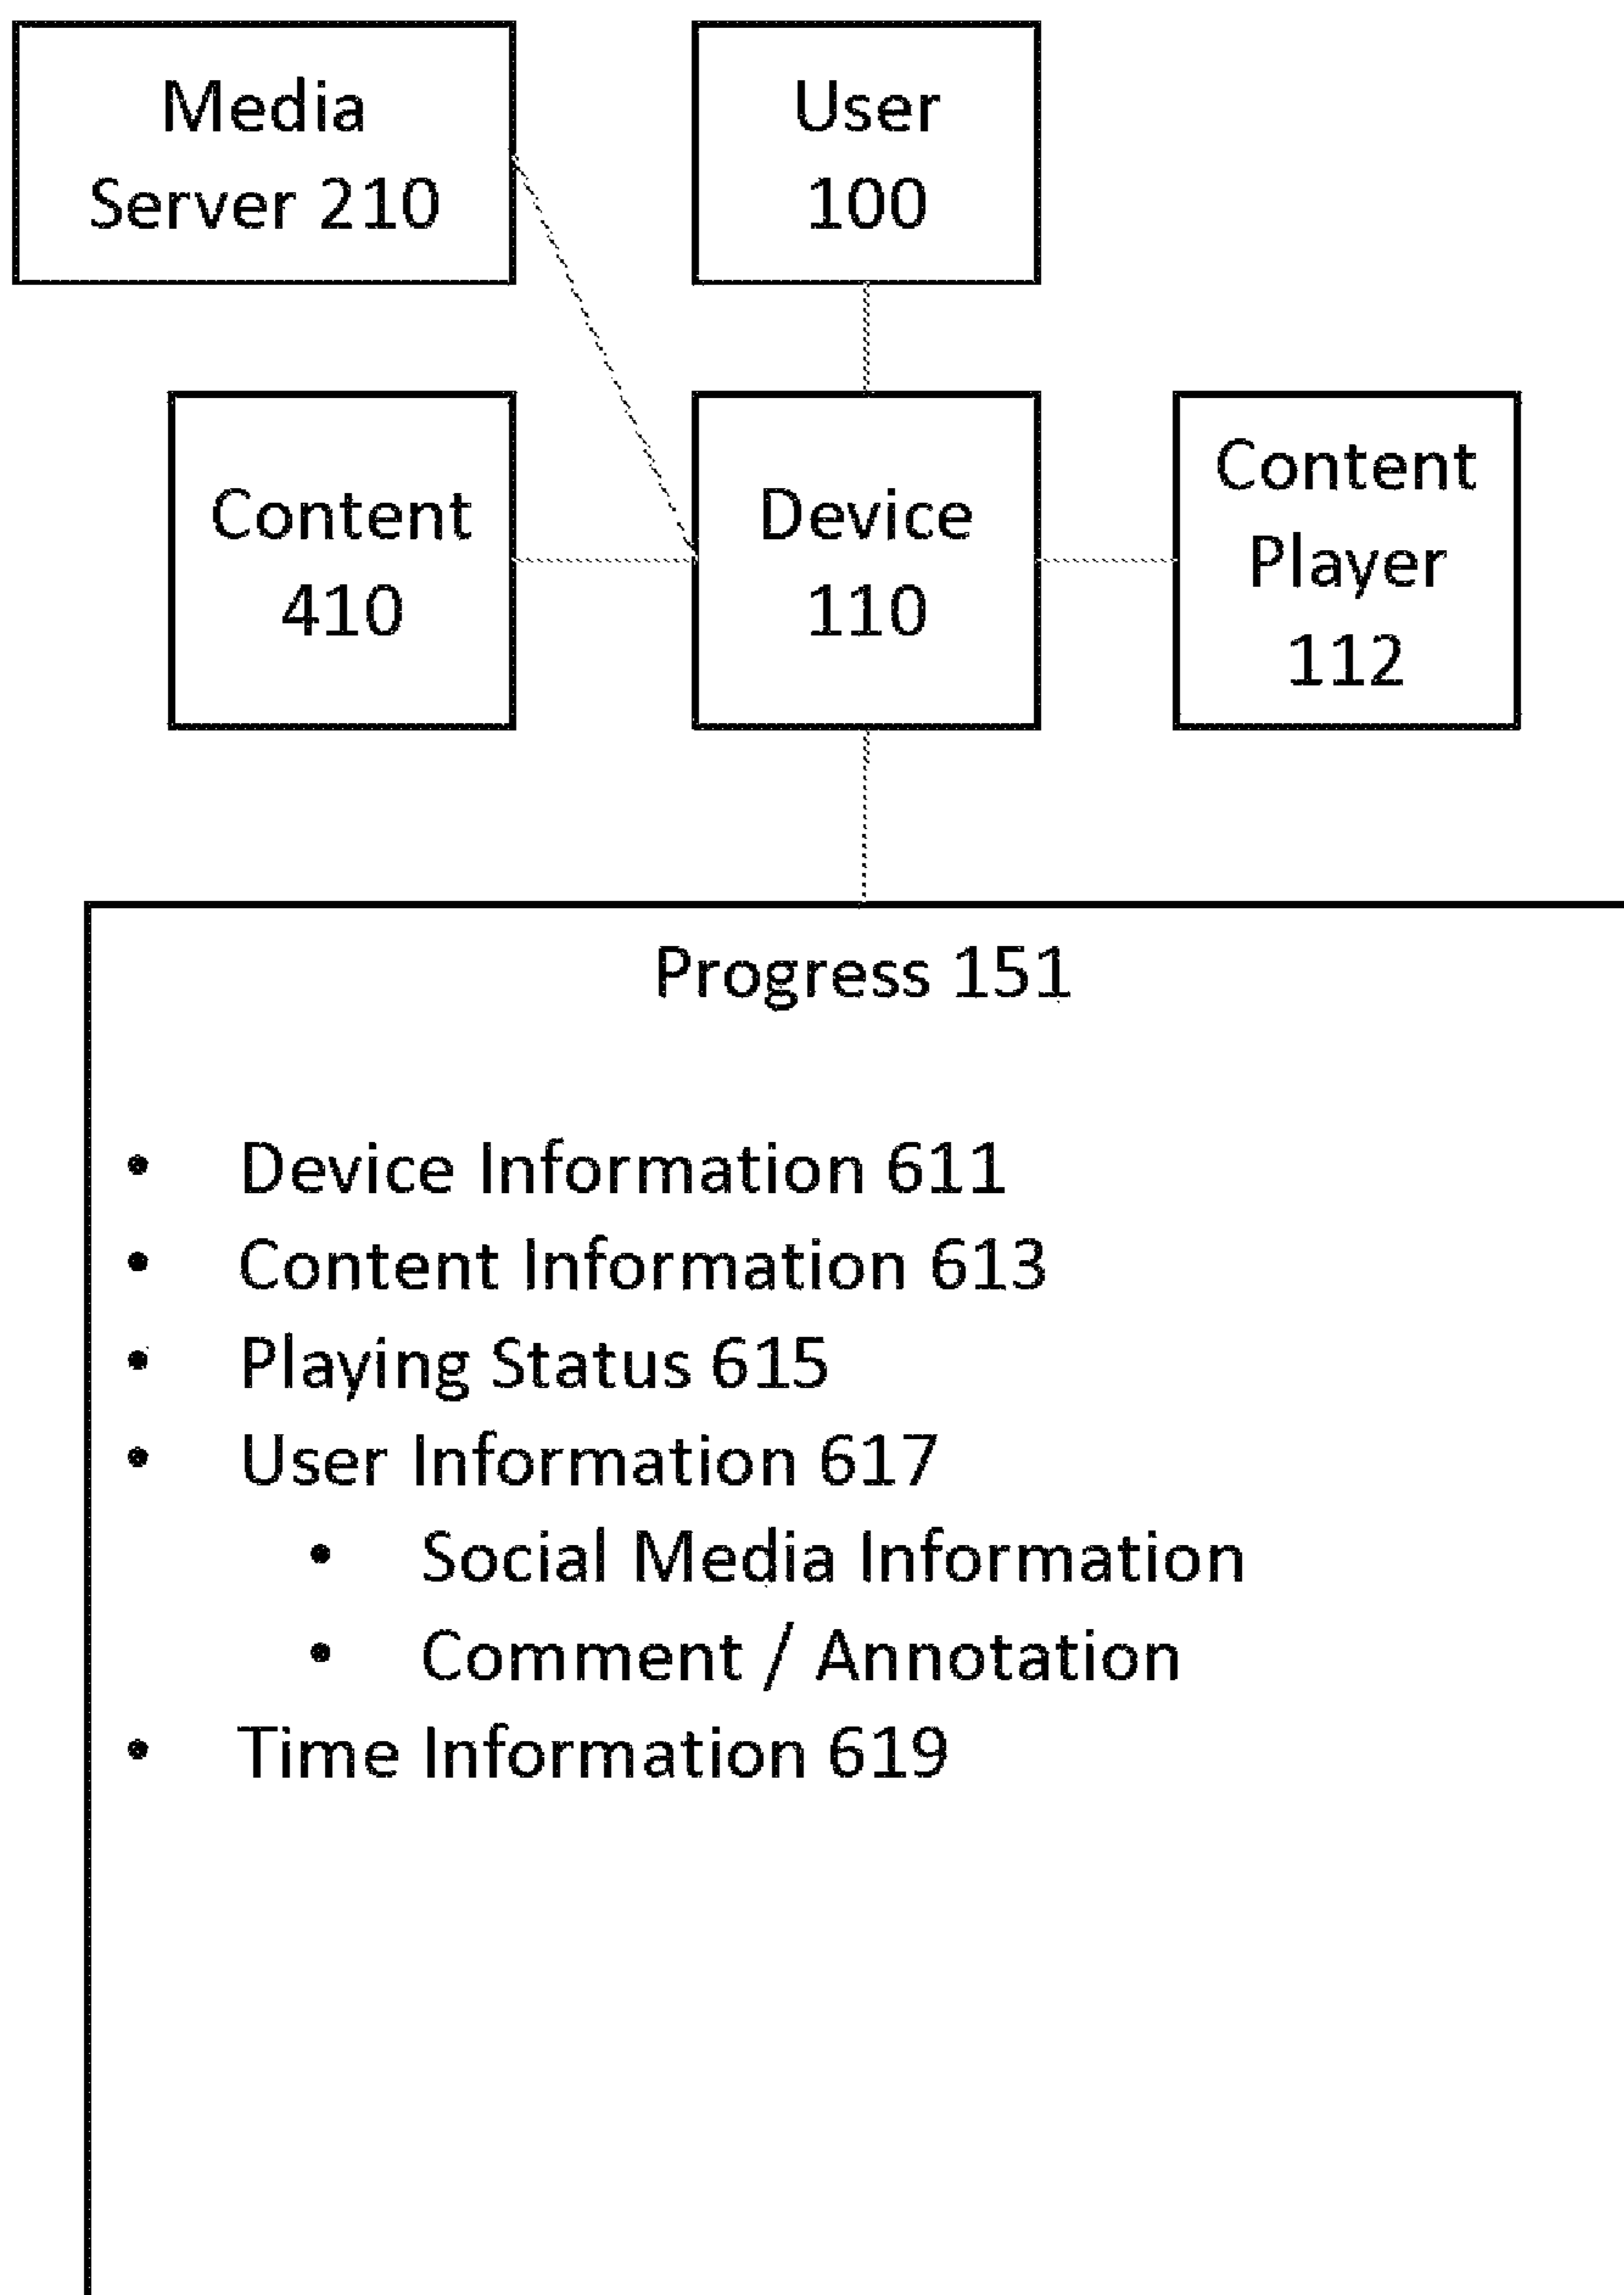 Media
Server 210
User
100
Content
410
Device
110
Content
Player
112
Progress 151
• Device Information 611
• Content Information 613
• Playing Status 615
• User Information 617
• Social Media Information
• Comment / Annotation
• Time Information 619